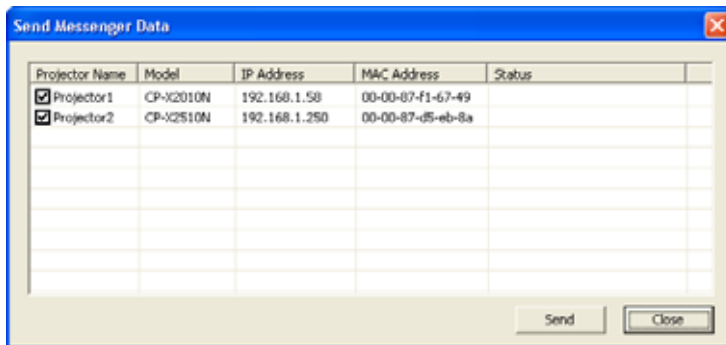 Send Messenger Data
Projector Name Model IP Address MAC Address Status
Projector1 CP-X2010N 192.168.1.58 00-00-87-f1-67-49
Projector2 CP-X2510N 192.168.1.250 00-00-87-d5-eb-8a
Send Close